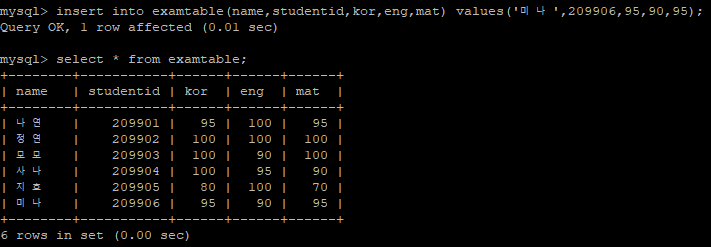 mysql> insert into examtable(name,studentid,kor,eng,mat) values('미나',209906,95,90,95);
Query OK, 1 row affected (0.01 sec)
mysql> select * from examtable;
+--------+-----------+------+------+------+
| name   | studentid | kor  | eng  | mat  |
+--------+-----------+------+------+------+
| 나연   |    209901 |   95 |  100 |   95 |
| 정연   |    209902 |  100 |  100 |  100 |
| 모모   |    209903 |  100 |   90 |  100 |
| 사나   |    209904 |  100 |   95 |   90 |
| 지효   |    209905 |   80 |  100 |   70 |
| 미나   |    209906 |   95 |   90 |   95 |
+--------+-----------+------+------+------+
6 rows in set (0.00 sec)